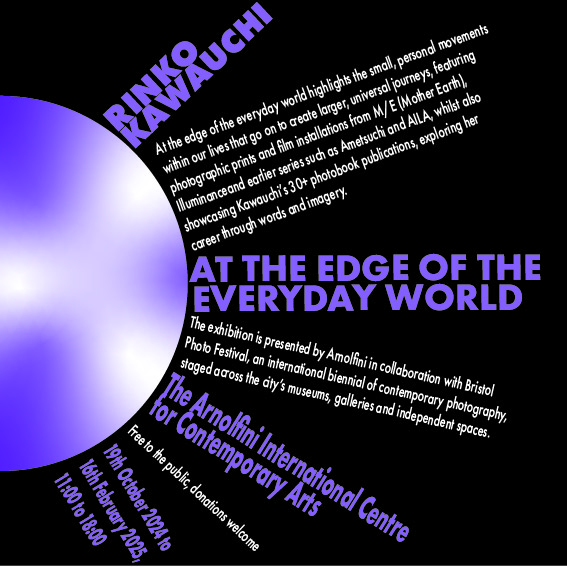 RINKO
KAWAUCHI
At the edge of the everyday world highlights the small, personal movements
within our lives that go on to create larger, universal journeys, featuring
photographic prints and film installations from M/E (Mother Earth),
Illuminanceand earlier series such as Ametsuchi and AILA, whilst also
showcasing Kawauchi's 30+ photobook publications, exploring her
career through words and imagery.
AT THE EDGE OF THE
EVERYDAY WORLD
The exhibition is presented by Arnolfini in collaboration with Bristol
Photo Festival, an international biennial of contemporary photography,
staged across the city's museums, galleries and independent spaces.
The Arnolfini International Centre
for Contemporary Arts
Free to the public, donations welcome
19th October 2024 to
16th February 2025,
11:00 to 18:00